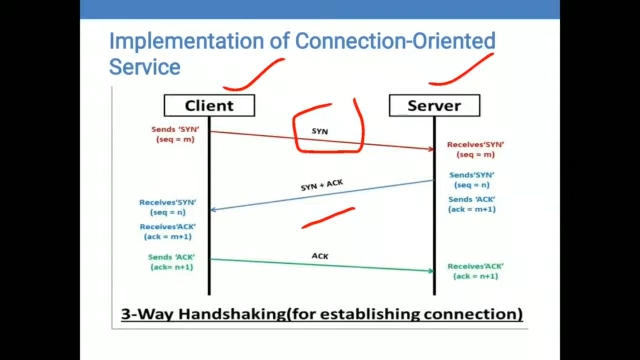 Implementation of Connection-Oriented
Service
Client
Server
Sends ‘SYN’
(seq = m)
SYN
Receives‘SYN’
(seq = m)
SYN + ACK
Sends‘SYN’
(seq = n)
Sends ‘ACK’
(ack = m+1)
Receives‘SYN’
(seq = n)
Receives‘ACK’
(ack = m+1)
Sends ‘ACK’
(ack= n+1)
ACK
Receives‘ACK’
(ack = n+1)
3-Way Handshaking(for establishing connection)